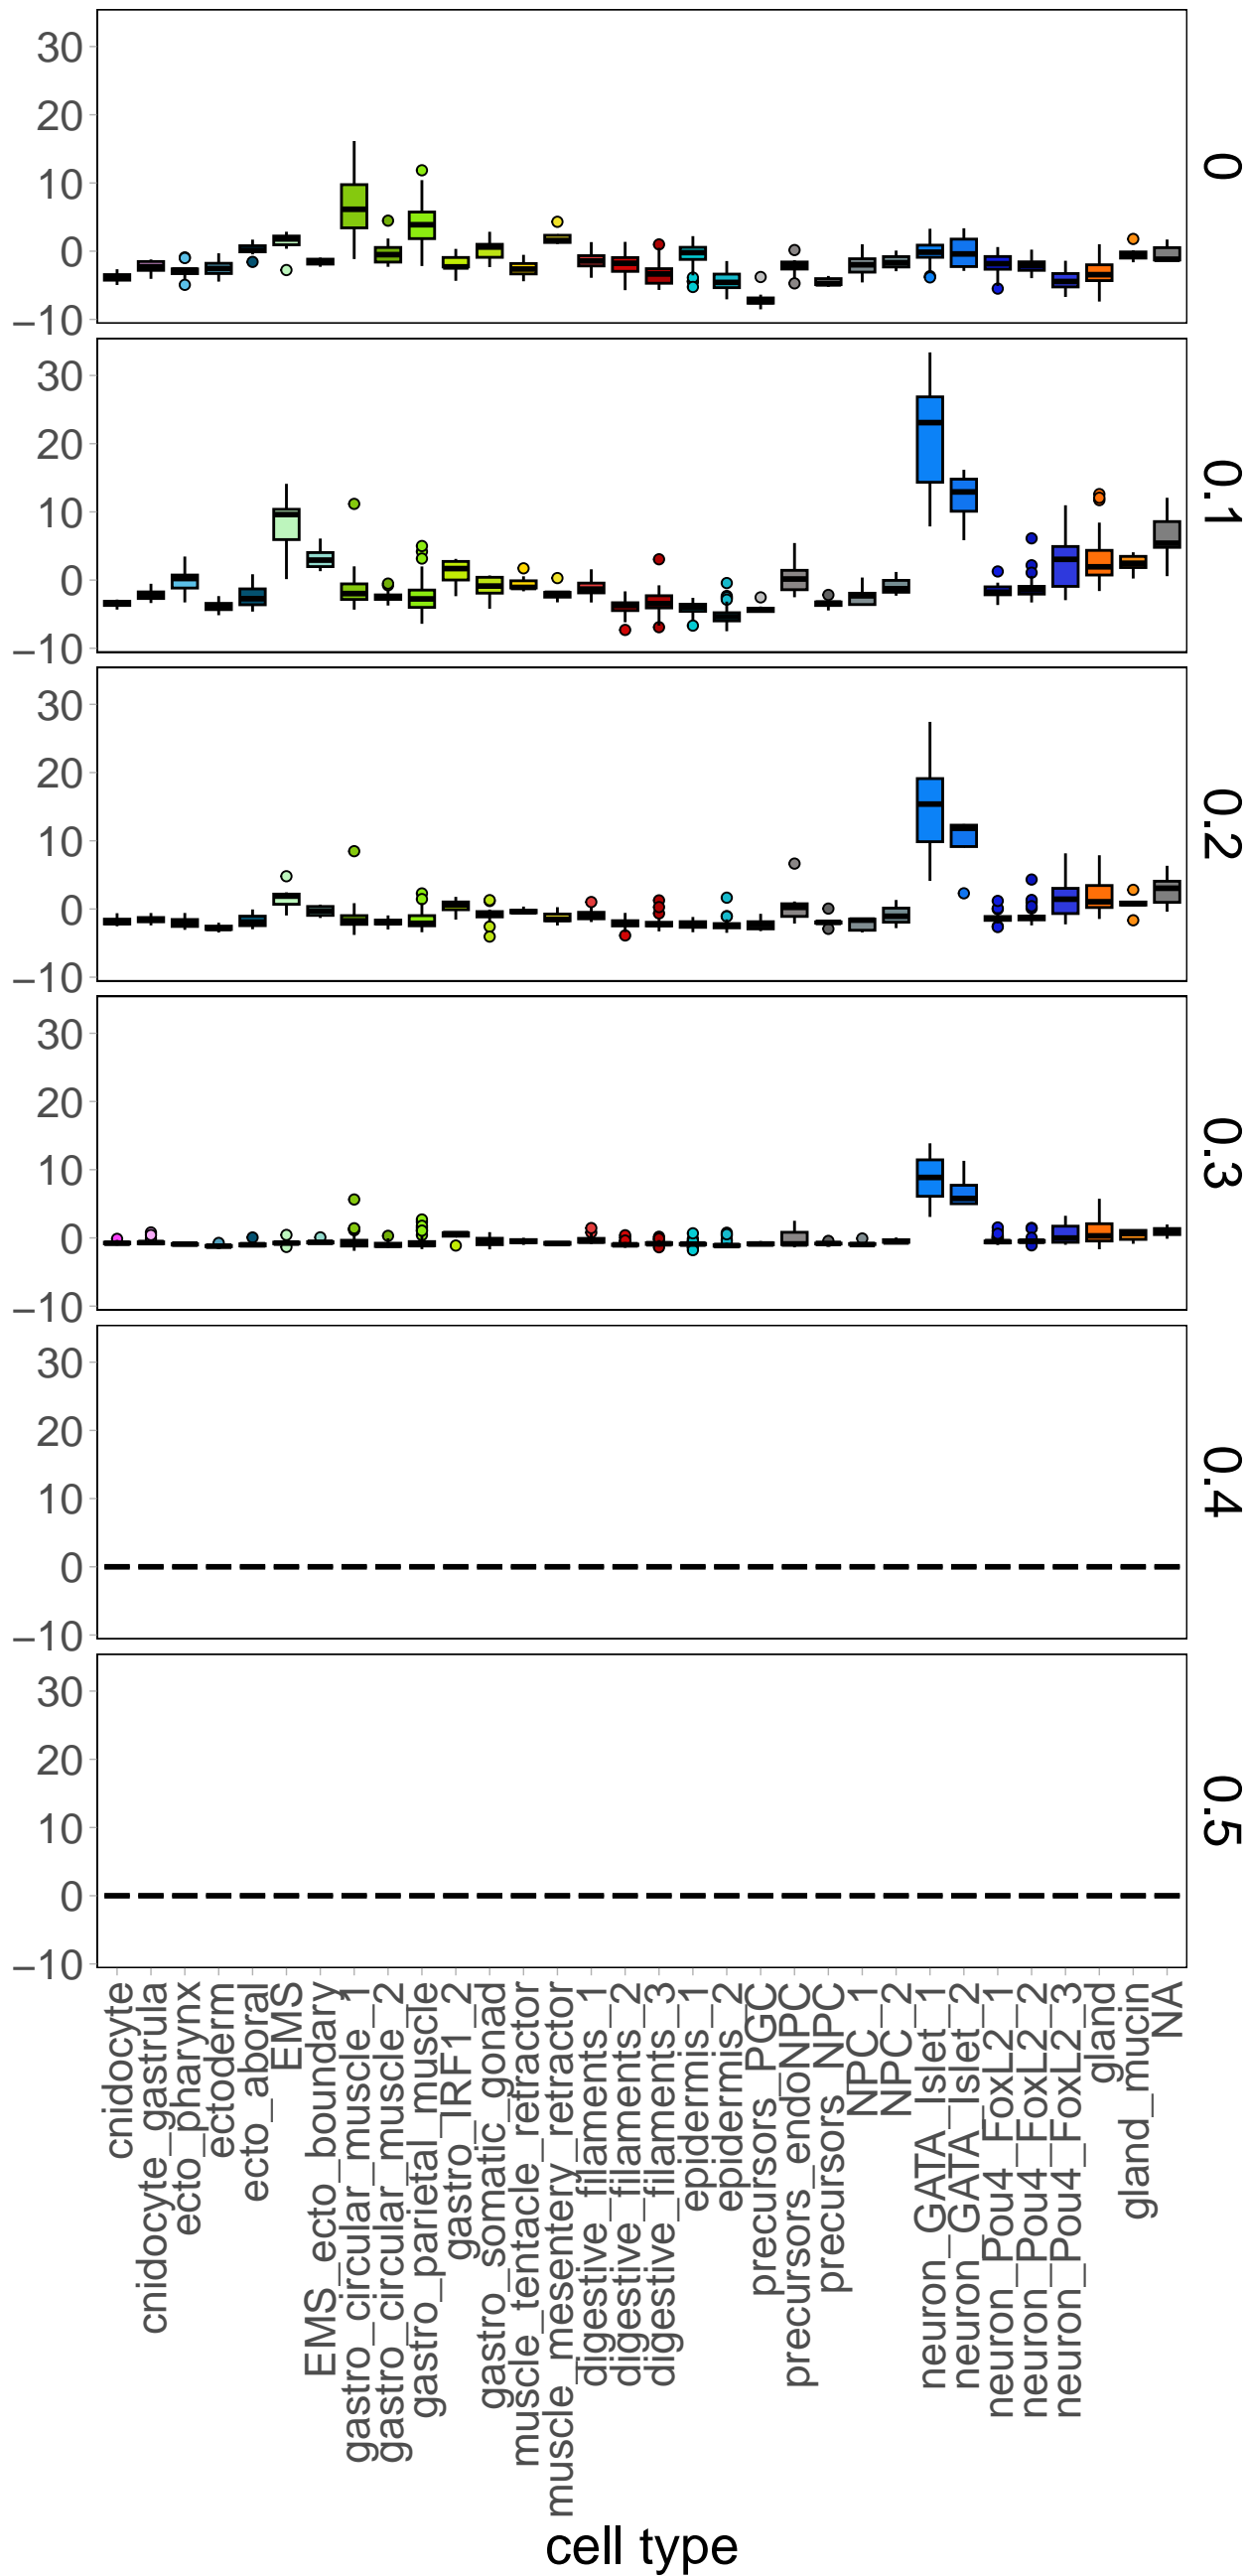 30
20
10
0
−10
0
30
20
10
0
−10
0.1
30
20
10
0
−10
0.2
30
20
10
0
−10
0.3
30
20
10
0
−10
0.4
30
20
10
0
−10
0.5
cnidocyte
cnidocyte_gastrula
ecto_pharynx
ectoderm
ecto_aboral
EMS
EMS_ecto_boundary
gastro_circular_muscle_1
gastro_circular_muscle_2
gastro_parietal_muscle
gastro_IRF1_2
gastro_somatic_gonad
muscle_tentacle_retractor
muscle_mesentery_retractor
digestive_filaments_1
digestive_filaments_2
digestive_filaments_3
epidermis_1
epidermis_2
precursors_PGC
precursors_endoNPC
precursors_NPC
NPC_1
NPC_2
neuron_GATA_Islet_1
neuron_GATA_Islet_2
neuron_Pou4_FoxL2_1
neuron_Pou4_FoxL2_2
neuron_Pou4_FoxL2_3
gland
gland_mucin
NA
cell type